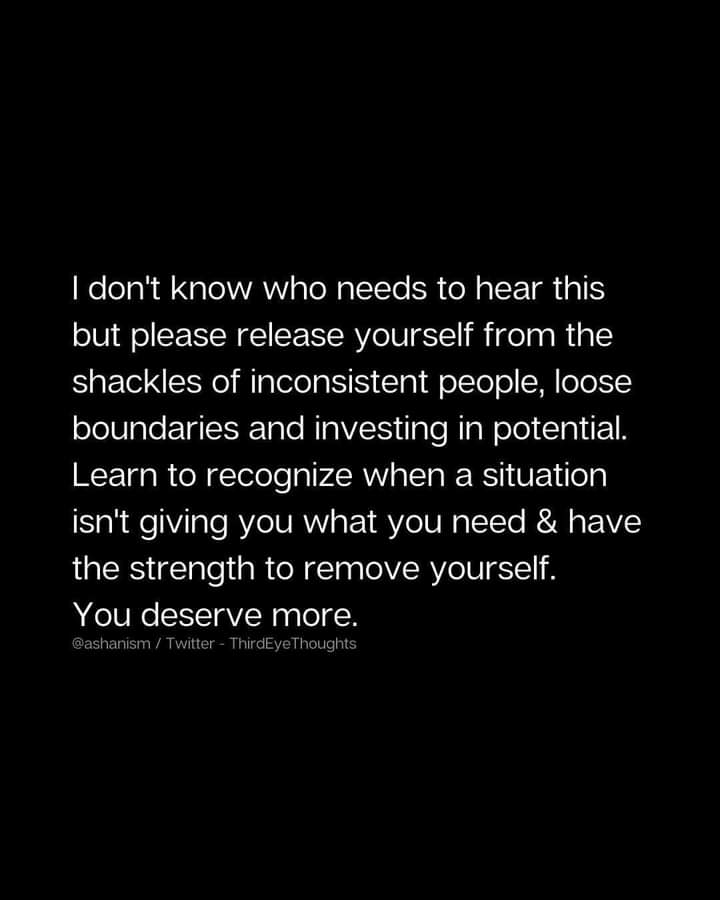 I don't know who needs to hear this
but please release yourself from the
shackles of inconsistent people, loose
boundaries and investing in potential.
Learn to recognize when a situation
isn't giving you what you need & have
the strength to remove yourself.
You deserve more.
@ashanism / Twitter - ThirdEyeThoughts